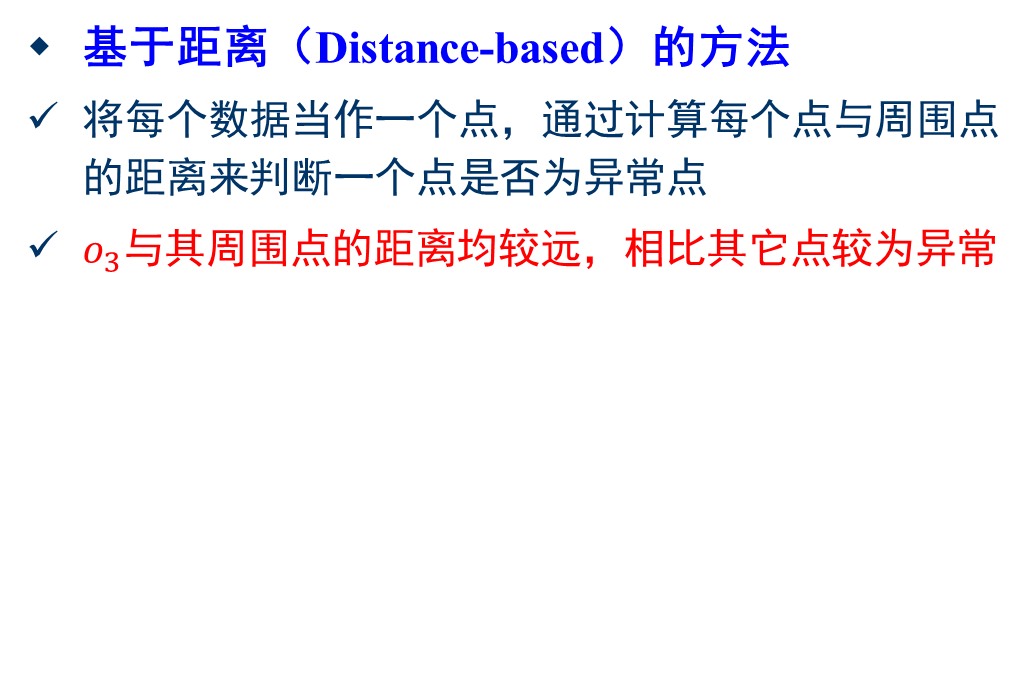 ◆ 基于距离（Distance-based）的方法
✓ 将每个数据当作一个点，通过计算每个点与周围点
的距离来判断一个点是否为异常点
✓ o₃与其周围点的距离均较远，相比其它点较为异常